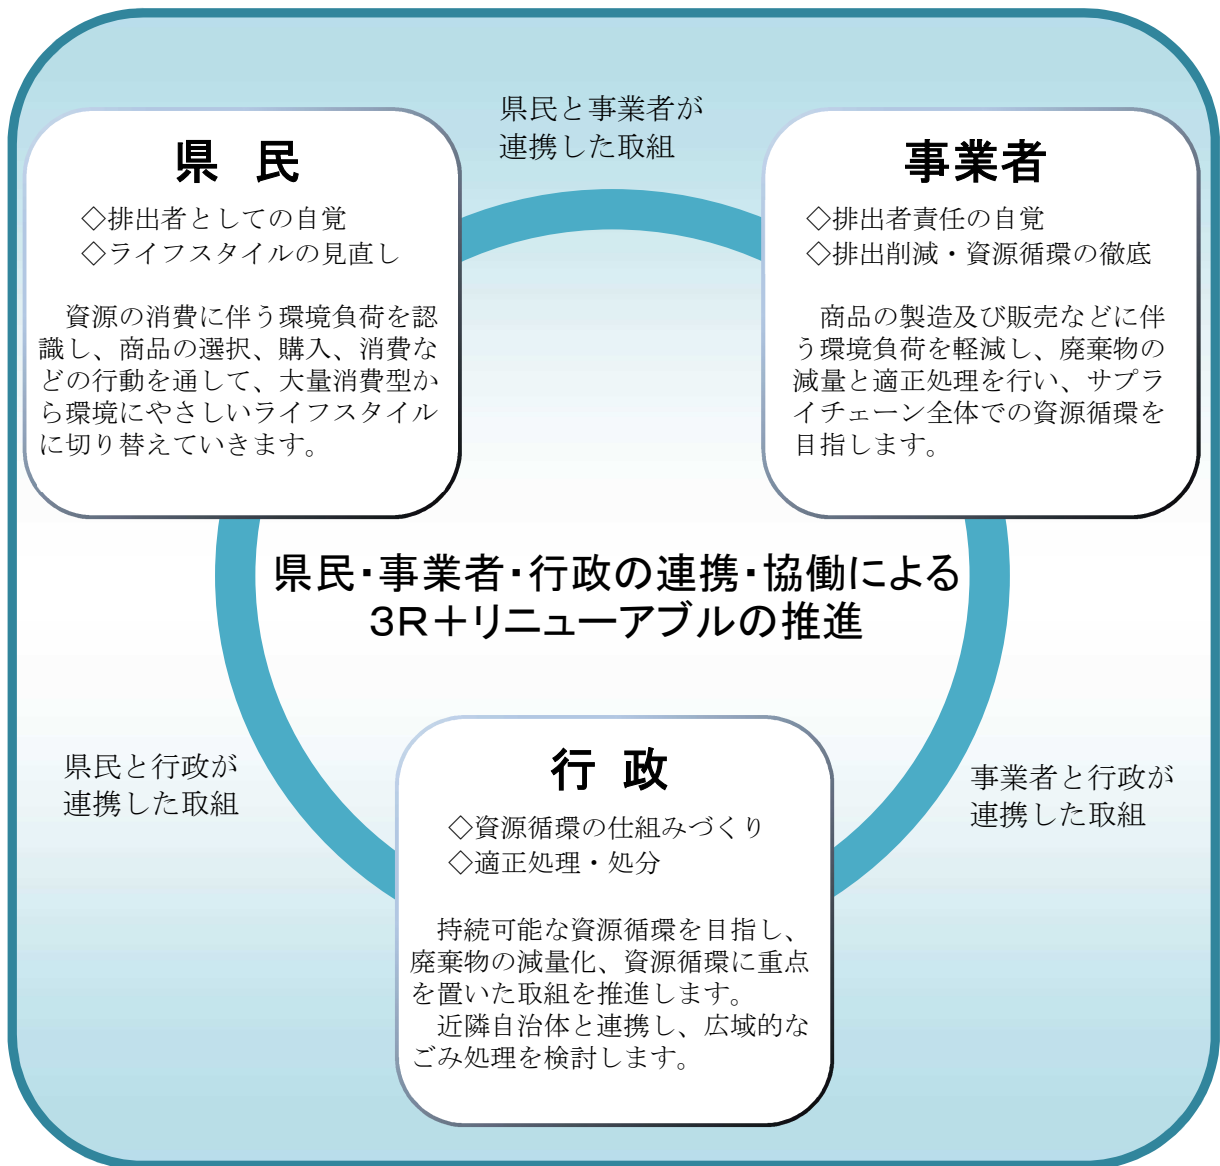 県民と事業者が
連携した取組
県 民
◇排出者としての自覚
◇ライフスタイルの見直し
資源の消費に伴う環境負荷を認
識し、商品の選択、購入、消費な
どの行動を通して、大量消費型か
ら環境にやさしいライフスタイル
に切り替えていきます。
事業者
◇排出者責任の自覚
◇排出削減・資源循環の徹底
商品の製造及び販売などに伴
う環境負荷を軽減し、廃棄物の
減量と適正処理を行い、サプラ
イチェーン全体での資源循環を
目指します。
県民・事業者・行政の連携・協働による
3R+リニューアブルの推進
県民と行政が
連携した取組
行 政
◇資源循環の仕組みづくり
◇適正処理・処分
持続可能な資源循環を目指し、
廃棄物の減量化、資源循環に重点
を置いた取組を推進します。
近隣自治体と連携し、広域的な
ごみ処理を検討します。
事業者と行政が
連携した取組